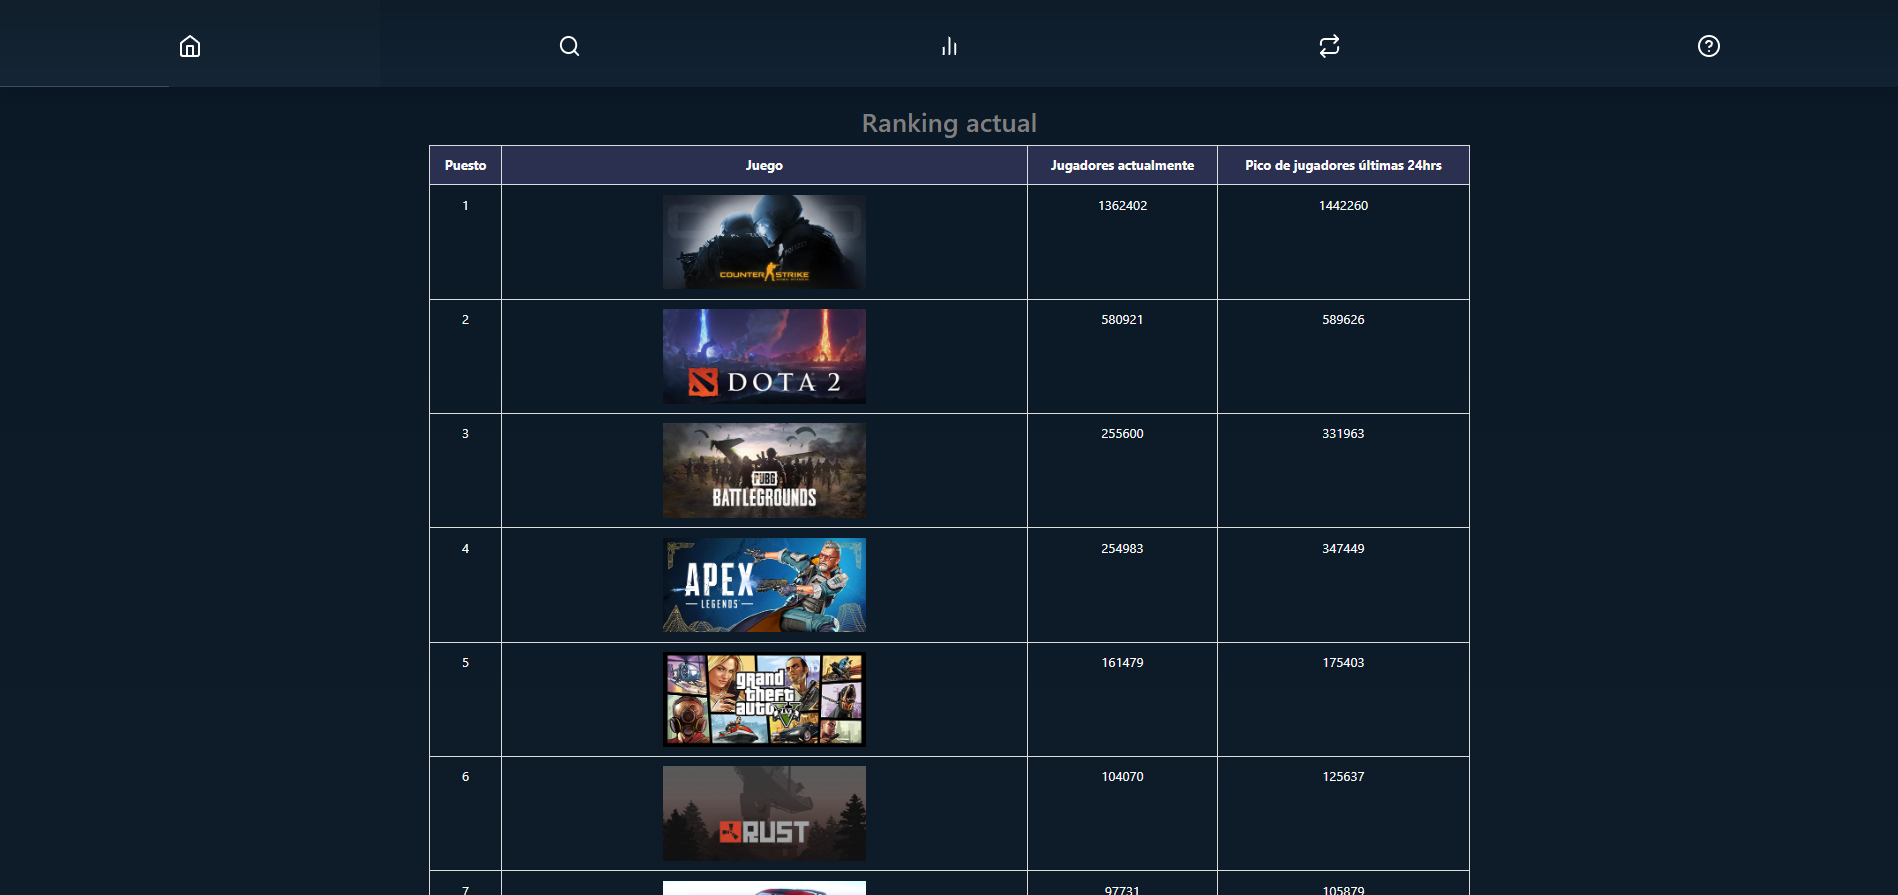 Ranking actual
Puesto Juego Jugadores actualmente Pico de jugadores últimas 24hrs
1 1362402 1442260
POLIZEI
COUNTER STRIKE
2 580921 589626
DOTA 2
3 255600 331963
PUBG
BATTLEGROUNDS
4 254983 347449
APEX
LEGENDS
5 161479 175403
grand
theft
auto V
6 104070 125637
RUST
7 97731 105879